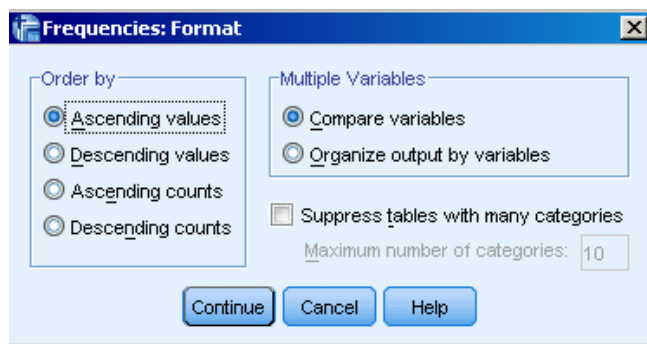 Frequencies: Format
Order by
Ascending values
Descending values
Ascending counts
Descending counts
Multiple Variables
Compare variables
Organize output by variables
Suppress tables with many categories
Maximum number of categories: 10
Continue Cancel Help